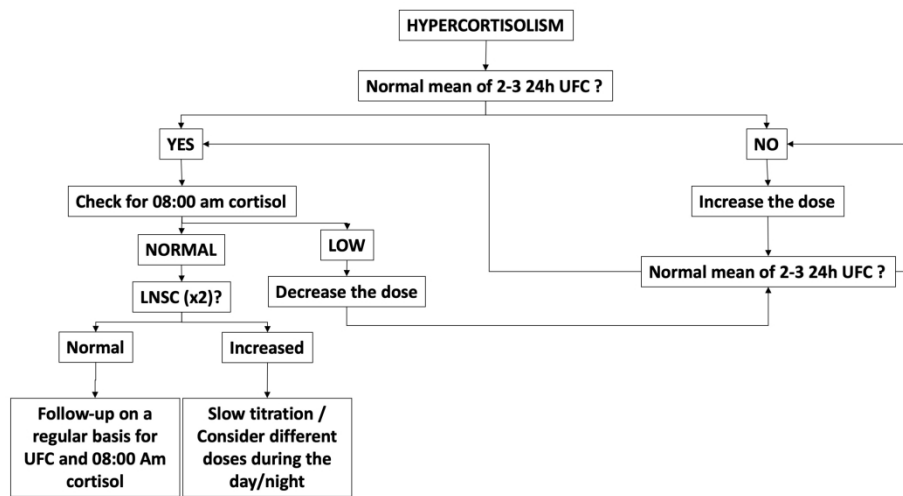 HYPERCORTISOLISM
Normal mean of 2-3 24h UFC ?
YES
NO
Check for 08:00 am cortisol
Increase the dose
NORMAL
LOW
Normal mean of 2-3 24h UFC ?
LNSC (x2)?
Decrease the dose
Normal
Increased
Follow-up on a
regular basis for
UFC and 08:00 Am
cortisol
Slow titration /
Consider different
doses during the
day/night